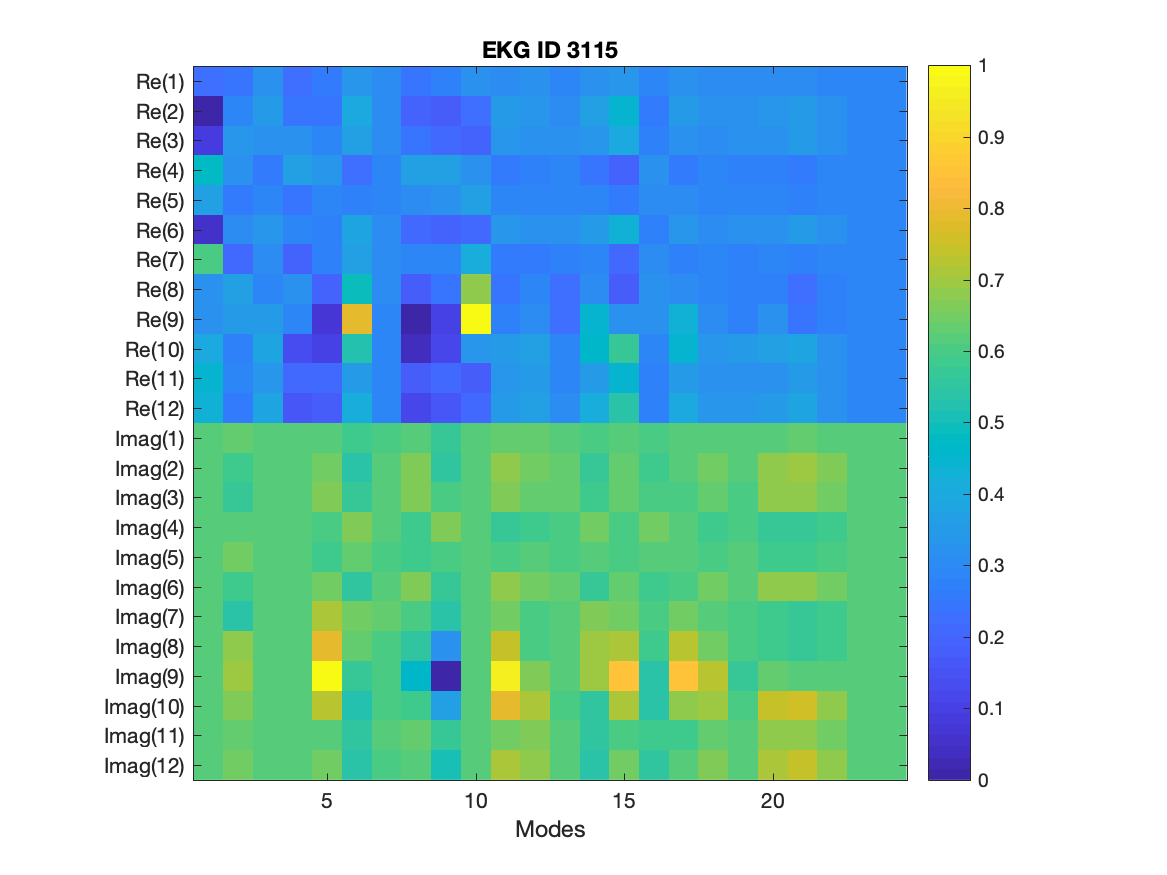 EKG ID 3115
Re(1)
Re(2)
Re(3)
Re(4)
Re(5)
Re(6)
Re(7)
Re(8)
Re(9)
Re(10)
Re(11)
Re(12)
Imag(1)
Imag(2)
Imag(3)
Imag(4)
Imag(5)
Imag(6)
Imag(7)
Imag(8)
Imag(9)
Imag(10)
Imag(11)
Imag(12)
5 10 15 20
Modes
1
0.9
0.8
0.7
0.6
0.5
0.4
0.3
0.2
0.1
0